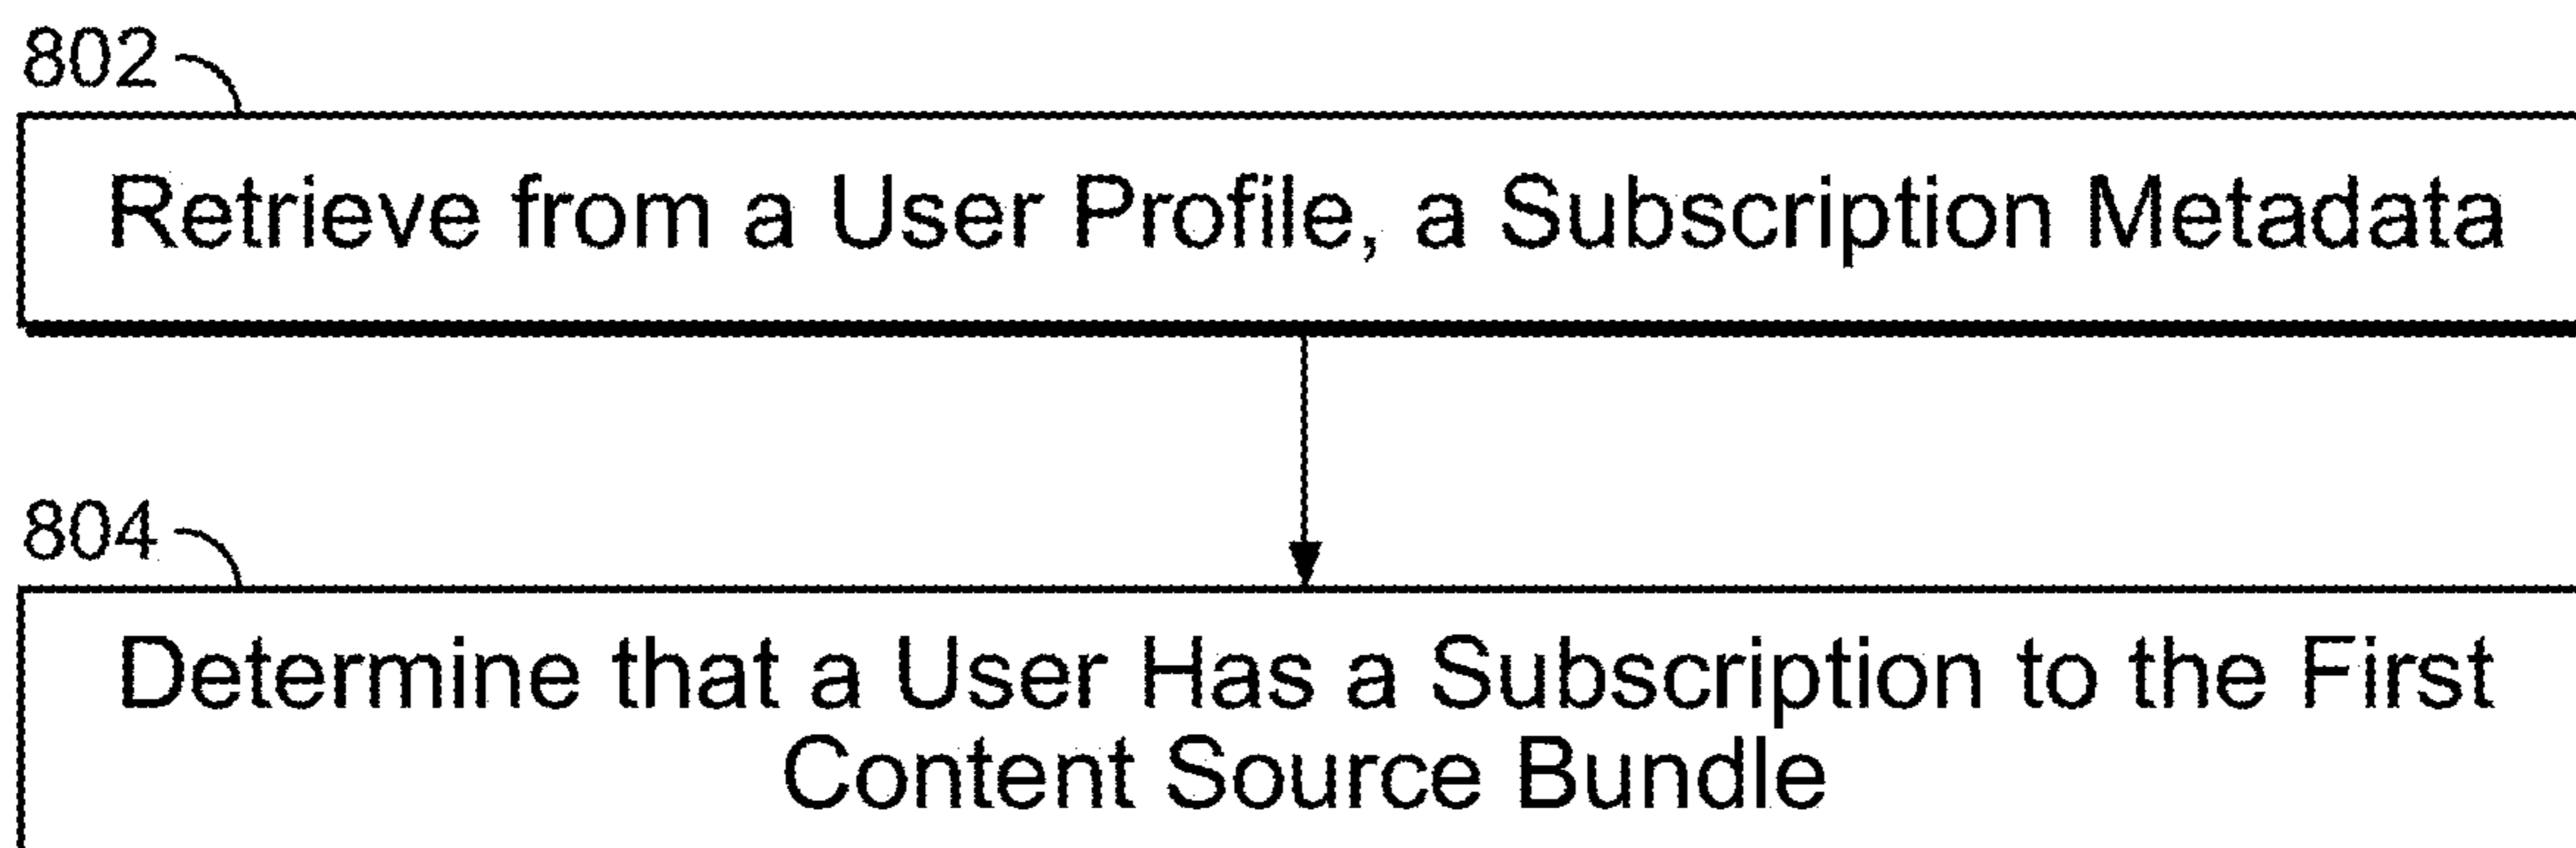 802
Retrieve from a User Profile, a Subscription Metadata
804
Determine that a User Has a Subscription to the First
Content Source Bundle